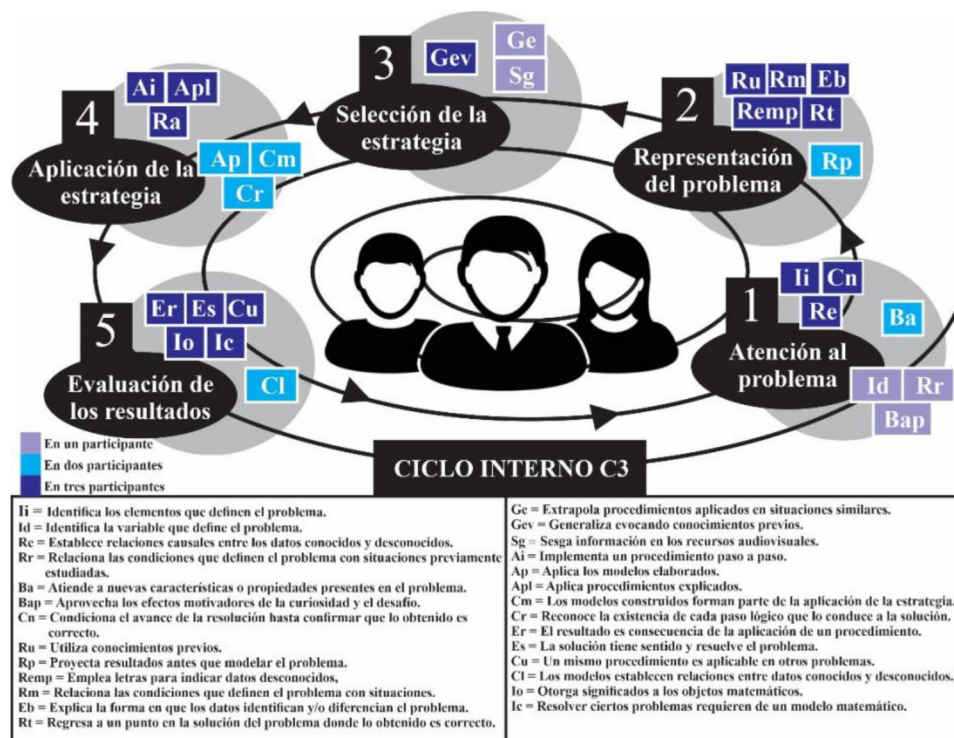 3
Gev
Ge
Sg
Selección de la
estrategia
4
Ai Apl
Ra
Ap Cm
Cr
Aplicación de la
estrategia
2
Ru Rm Eb
Remp Rt
Rp
Representación
del problema
5
Er Es Cu
Io Ic
Cl
Evaluación de
los resultados
1
Ii Cn
Re
Ba
Id Rr
Bap
Atención al
problema
En un participante
En dos participantes
En tres participantes
CICLO INTERNO C3
Ii = Identifica los elementos que definen el problema.
Id = Identifica la variable que define el problema.
Re = Establece relaciones causales entre los datos conocidos y desconocidos.
Rr = Relaciona las condiciones que definen el problema con situaciones previamente
estudiadas.
Ba = Atiende a nuevas características o propiedades presentes en el problema.
Bap = Aprovecha los efectos motivadores de la curiosidad y el desafío.
Cn = Condiciona el avance de la resolución hasta confirmar que lo obtenido es
correcto.
Ru = Utiliza conocimientos previos.
Rp = Proyecta resultados antes que modelar el problema.
Remp = Emplea letras para indicar datos desconocidos,
Rm = Relaciona las condiciones que definen el problema con situaciones.
Eb = Explica la forma en que los datos identifican y/o diferencian el problema.
Rt = Regresa a un punto en la solución del problema donde lo obtenido es correcto.
Ge = Extrapola procedimientos aplicados en situaciones similares.
Gev = Generaliza evocando conocimientos previos.
Sg = Sesga información en los recursos audiovisuales.
Ai = Implementa un procedimiento paso a paso.
Ap = Aplica los modelos elaborados.
Apl = Aplica procedimientos explicados.
Cm = Los modelos construidos forman parte de la aplicación de la estrategia.
Cr = Reconoce la existencia de cada paso lógico que lo conduce a la solución.
Er = El resultado es consecuencia de la aplicación de un procedimiento.
Es = La solución tiene sentido y resuelve el problema.
Cu = Un mismo procedimiento es aplicable en otros problemas.
Cl = Los modelos establecen relaciones entre datos conocidos y desconocidos.
Io = Otorga significados a los objetos matemáticos.
Ic = Resolver ciertos problemas requieren de un modelo matemático.